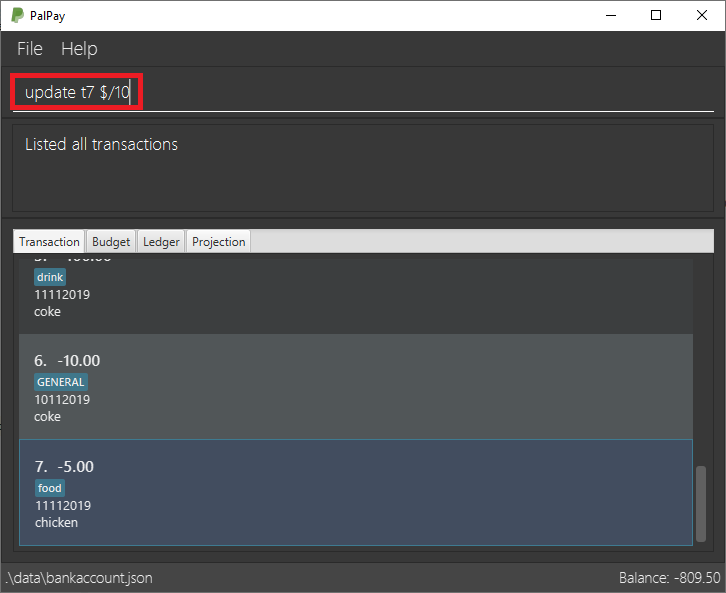 PalPay
File Help
update t7 $/10
Listed all transactions
Transaction Budget Ledger Projection
drink
11112019
coke
6. -10.00
GENERAL
10112019
coke
7. -5.00
food
11112019
chicken
.\data\bankaccount.json Balance: -809.50